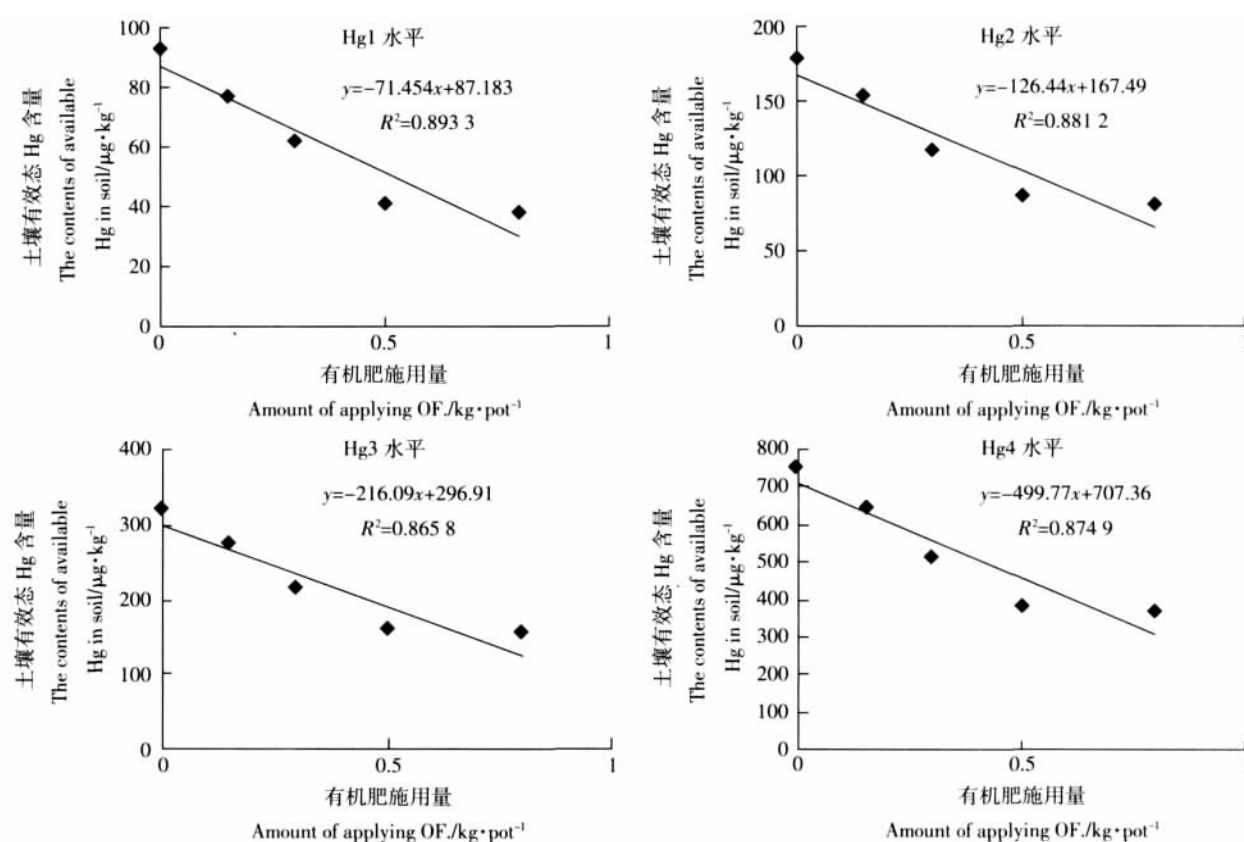 Hg1 水平
y=-71.454x+87.183
R²=0.893 3
100
80
60
40
20
0
0
0.5
1
土壤有效态 Hg 含量
The contents of available
Hg in soil/μg·kg⁻¹
有机肥施用量
Amount of applying OF./kg·pot⁻¹
Hg2 水平
y=-126.44x+167.49
R²=0.881 2
200
150
100
50
0
0
0.5
土壤有效态 Hg 含量
The contents of available
Hg in soil/μg·kg⁻¹
有机肥施用量
Amount of applying OF./kg·pot⁻¹
Hg3 水平
y=-216.09x+296.91
R²=0.865 8
400
300
200
100
0
0
0.5
1
土壤有效态 Hg 含量
The contents of available
Hg in soil/μg·kg⁻¹
有机肥施用量
Amount of applying OF./kg·pot⁻¹
Hg4 水平
y=-499.77x+707.36
R²=0.874 9
800
700
600
500
400
300
200
100
0
0
0.5
土壤有效态 Hg 含量
The contents of available
Hg in soil/μg·kg⁻¹
有机肥施用量
Amount of applying OF./kg·pot⁻¹